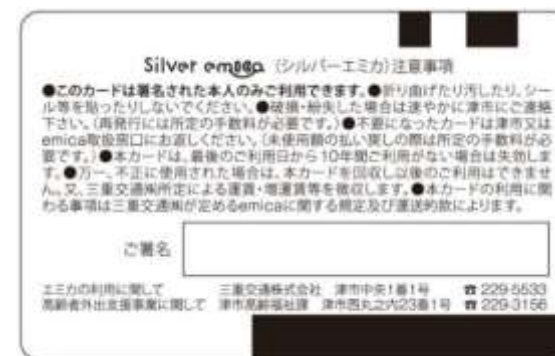 Silver emica (シルバーエミカ)注意事項
●このカードは署名された本人のみご利用できます。●折り曲げたり汚したり、シー
ル等を貼ったりしないでください。●破損・紛失した場合は速やかに津市にご連絡
下さい。(再発行には所定の手数料が必要です。)●不要になったカードは津市又は
emica取扱窓口にお返しください。(未使用額の払い戻しの際は所定の手数料が必
要です。)●本カードは、最後のご利用日から10年間ご利用がない場合は失効しま
す。●万一、不正に使用された場合は、本カードを回収し以後のご利用はできませ
ん。又、三重交通㈱所定による運賃・増運賃等を徴収します。●本カードの利用に関
わる事項は三重交通㈱が定めるemicaに関する規定及び運送約款によります。
ご署名
エミカの利用に関して 三重交通株式会社 津市中央1番1号 ☎ 229-5533
高齢者外出支援事業に関して 津市高齢福祉課 津市西丸之内23番1号 ☎ 229-3156